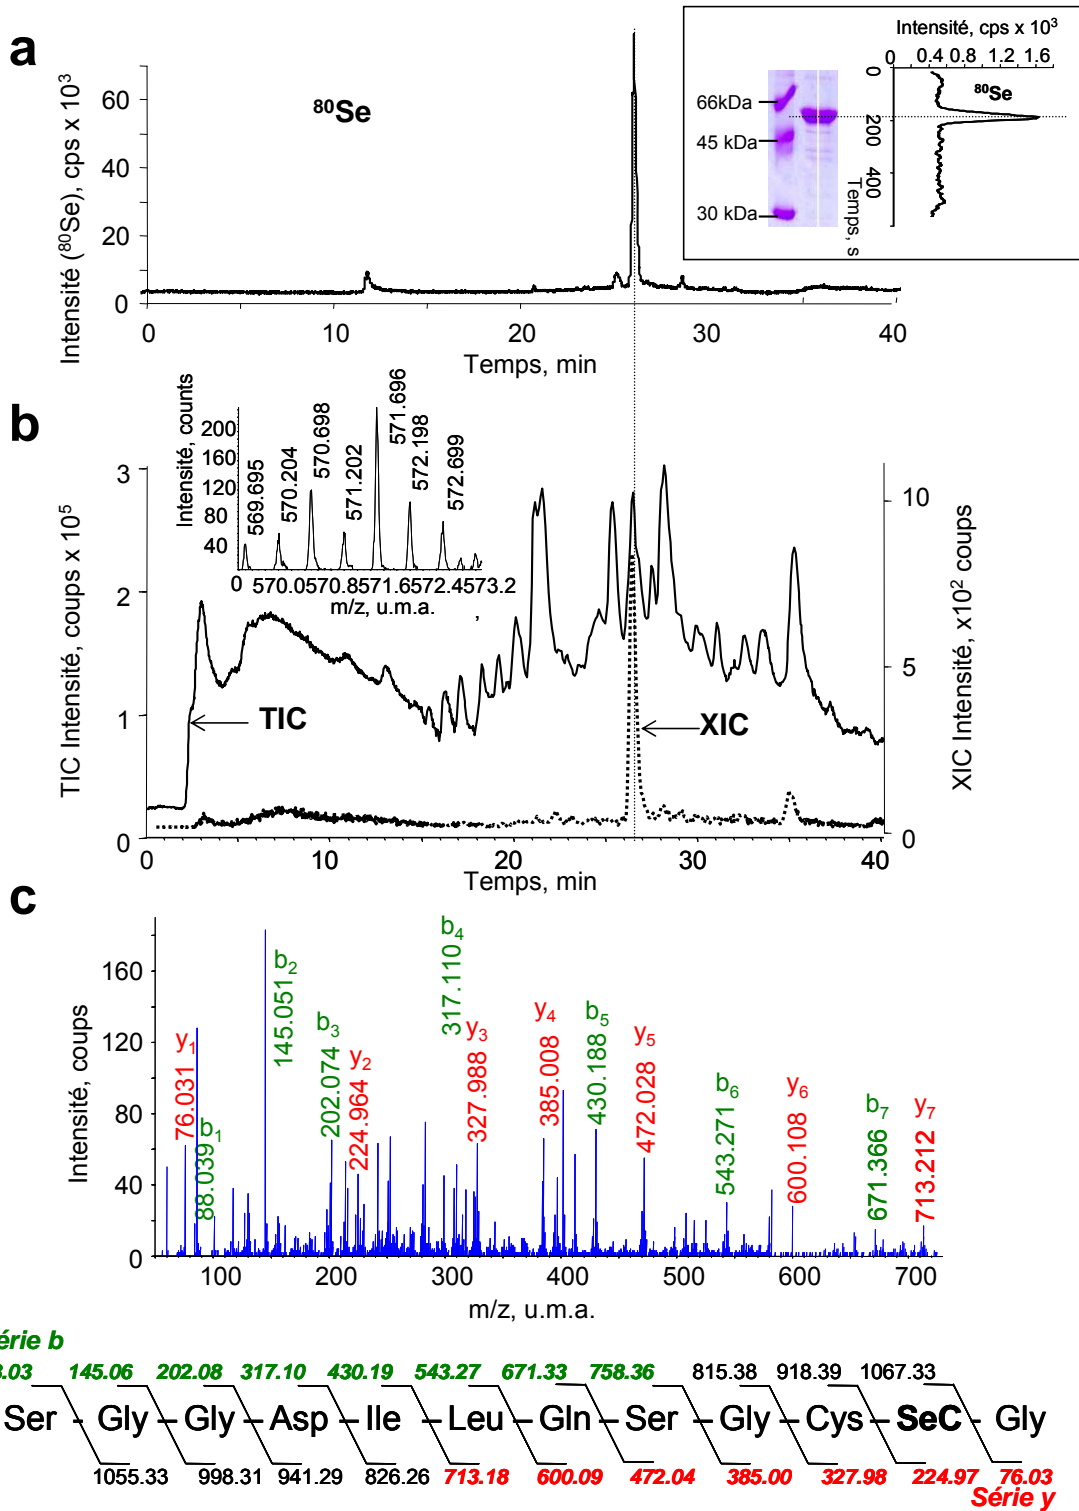 a
Intensité (⁸⁰Se), cps x 10³
60
40
20
0
⁸⁰Se
0 10 20 30 40
Temps, min
Intensité, cps x 10³
0 0.4 0.8 1.2 1.6
⁸⁰Se
66kDa
45 kDa
30 kDa
0 200 400
Temps, s
b
TIC Intensité, coups x 10⁵
3
2
1
0
Intensité, counts
200
160
120
80
40
0
569.695
570.204
570.698
571.202
571.696
572.198
572.699
570.0 570.8 571.6 572.4 573.2
m/z, u.m.a.
,
TIC
XIC
10
5
0
XIC Intensité, x10² coups
0 10 20 30 40
Temps, min
c
Intensité, coups
160
120
80
40
0
y₁ 76.031
b₁ 88.039
b₂ 145.051
b₃ 202.074
y₂ 224.964
b₄ 317.110
y₃ 327.988
y₄ 385.008
b₅ 430.188
y₅ 472.028
b₆ 543.271
y₆ 600.108
b₇ 671.366
y₇ 713.212
100 200 300 400 500 600 700
m/z, u.m.a.
érie b
.03 145.06 202.08 317.10 430.19 543.27 671.33 758.36 815.38 918.39 1067.33
Ser - Gly - Gly - Asp - Ile - Leu - Gln - Ser - Gly - Cys - SeC - Gly
1055.33 998.31 941.29 826.26 713.18 600.09 472.04 385.00 327.98 224.97 76.03
Série y